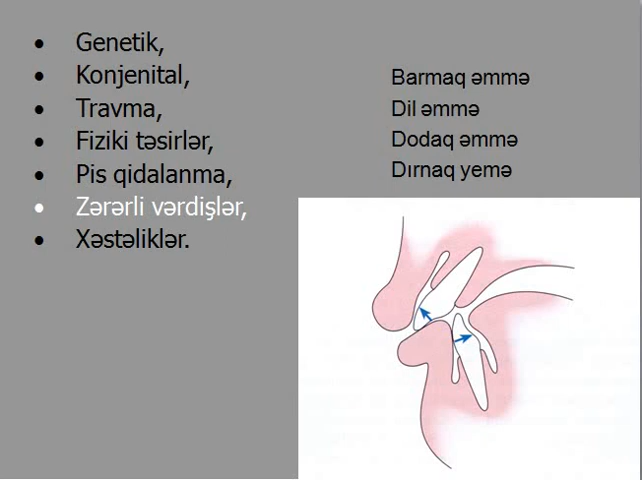 • Genetik,
• Konjenital,
• Travma,
• Fiziki təsirlər,
• Pis qidalanma,
• Zərərli vərdişlər,
• Xəstəliklər.
Barmaq əmmə
Dil əmmə
Dodaq əmmə
Dırnaq yemə